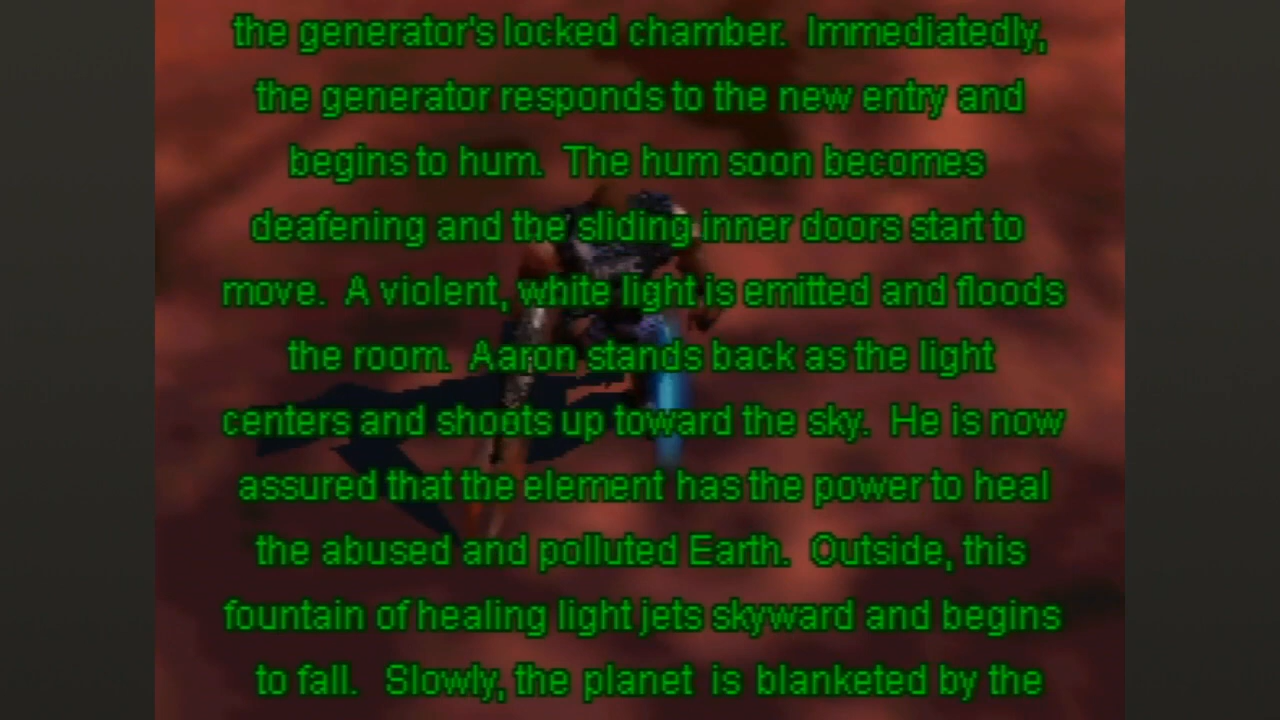 the generator's locked chamber. Immediatedly,
the generator responds to the new entry and
begins to hum. The hum soon becomes
deafening and the sliding inner doors start to
move. A violent, white light is emitted and floods
the room. Aaron stands back as the light
centers and shoots up toward the sky. He is now
assured that the element has the power to heal
the abused and polluted Earth. Outside, this
fountain of healing light jets skyward and begins
to fall. Slowly, the planet is blanketed by the